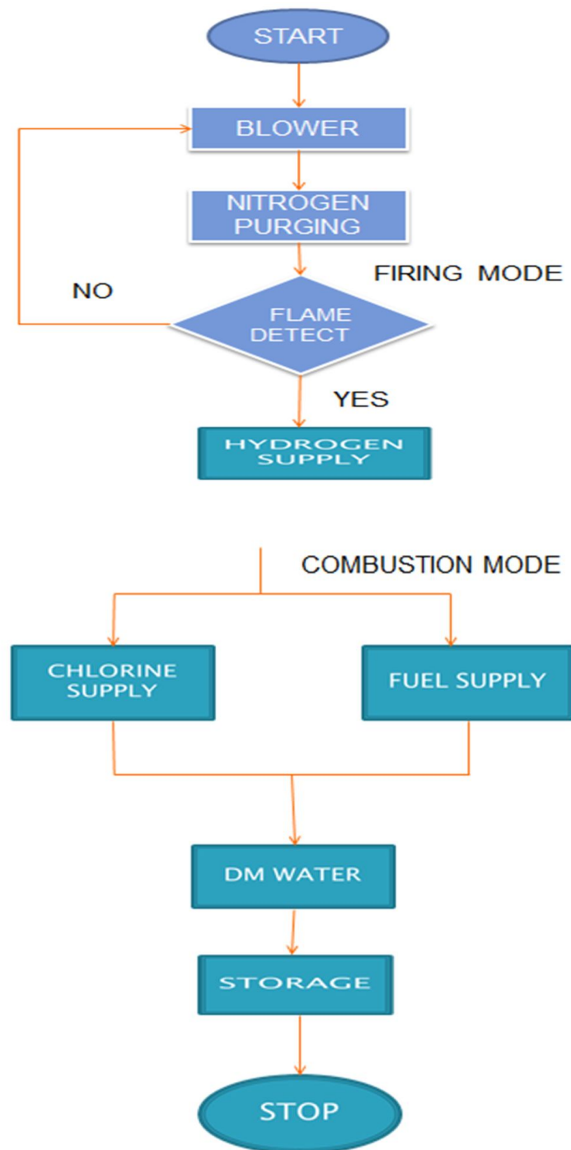 START
BLOWER
NITROGEN
PURGING
FIRING MODE
NO
FLAME
DETECT
YES
HYDROGEN
SUPPLY
COMBUSTION MODE
CHLORINE
SUPPLY
FUEL SUPPLY
DM WATER
STORAGE
STOP